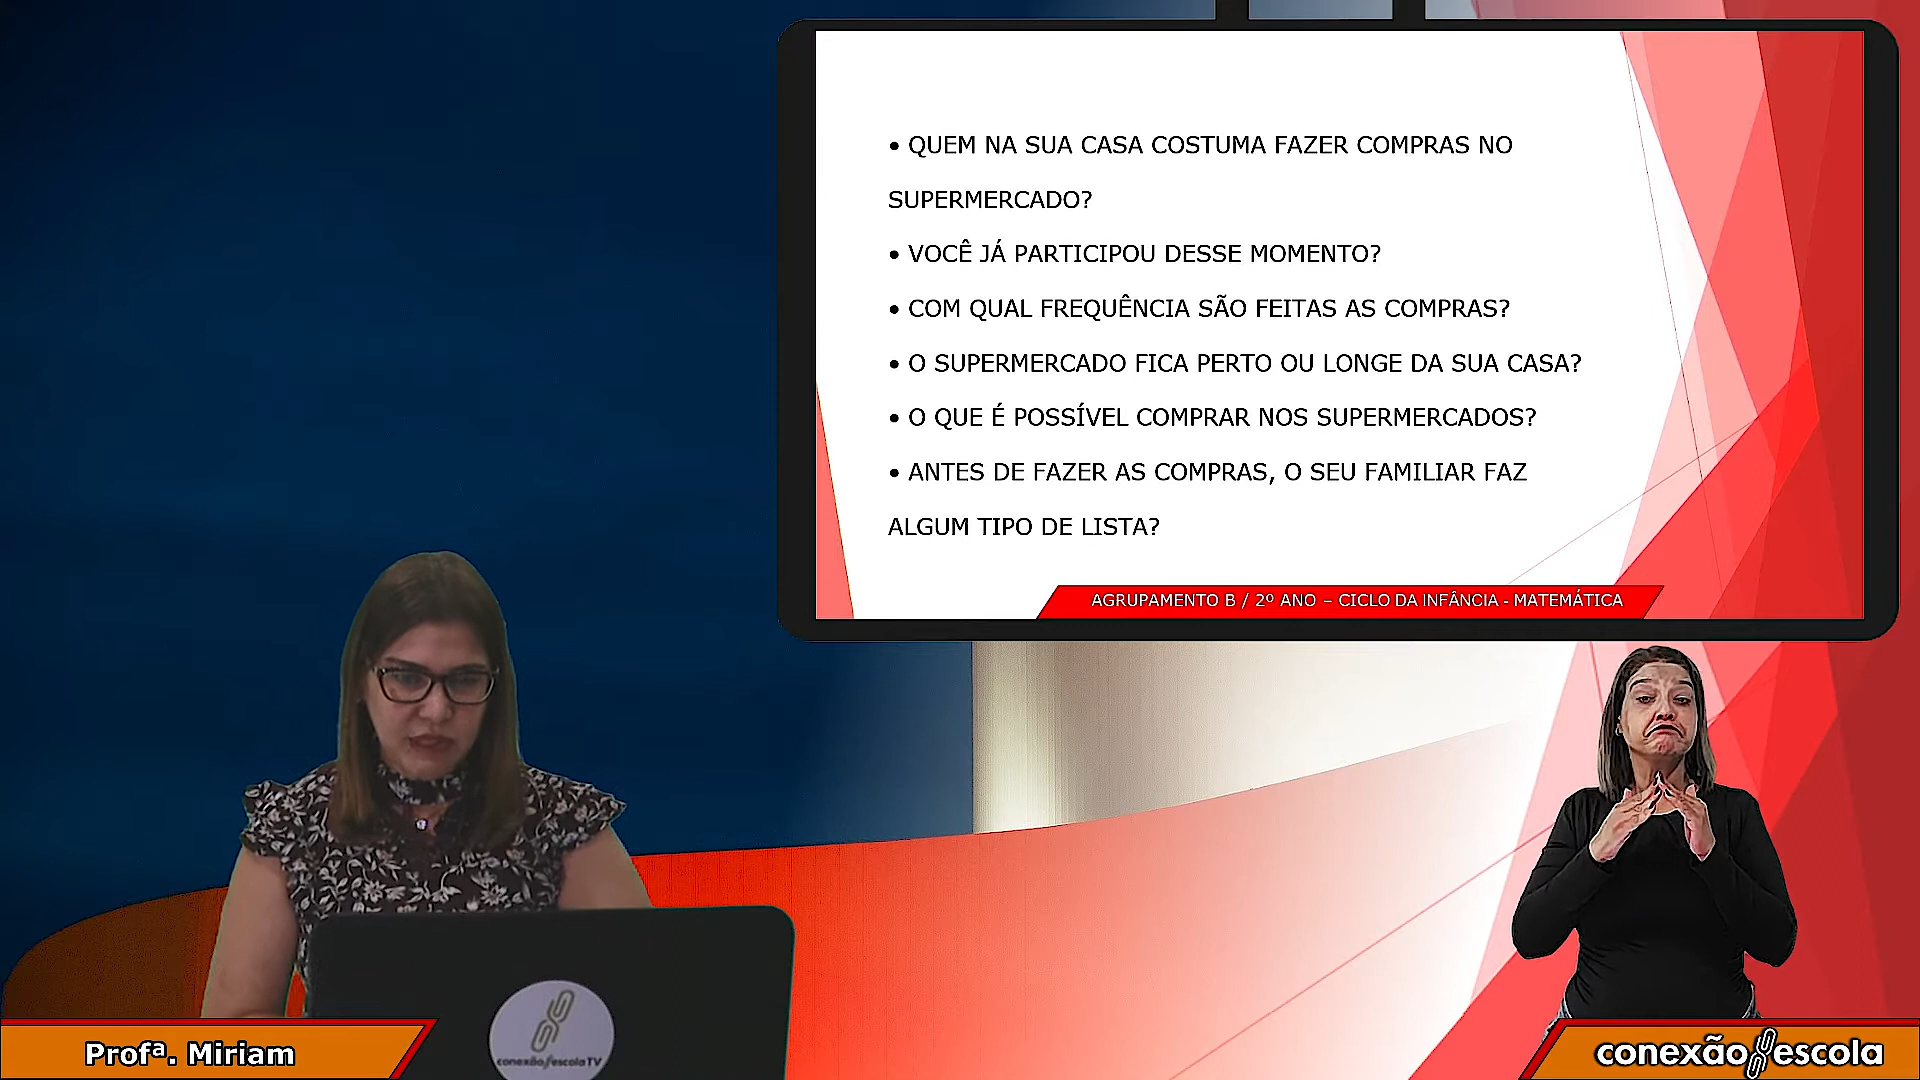 • QUEM NA SUA CASA COSTUMA FAZER COMPRAS NO
SUPERMERCADO?
• VOCÊ JÁ PARTICIPOU DESSE MOMENTO?
• COM QUAL FREQUÊNCIA SÃO FEITAS AS COMPRAS?
• O SUPERMERCADO FICA PERTO OU LONGE DA SUA CASA?
• O QUE É POSSÍVEL COMPRAR NOS SUPERMERCADOS?
• ANTES DE FAZER AS COMPRAS, O SEU FAMILIAR FAZ
ALGUM TIPO DE LISTA?
AGRUPAMENTO B / 2º ANO – CICLO DA INFÂNCIA - MATEMÁTICA
Profª. Miriam
conexão escola TV
conexão escola